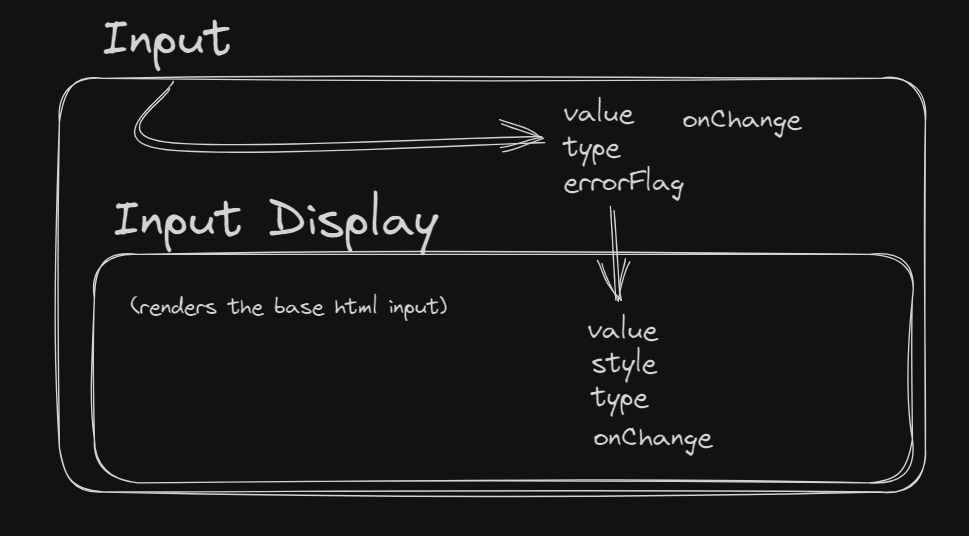 Input
value onChange
type
errorFlag
Input Display
(renders the base html input)
value
style
type
onChange